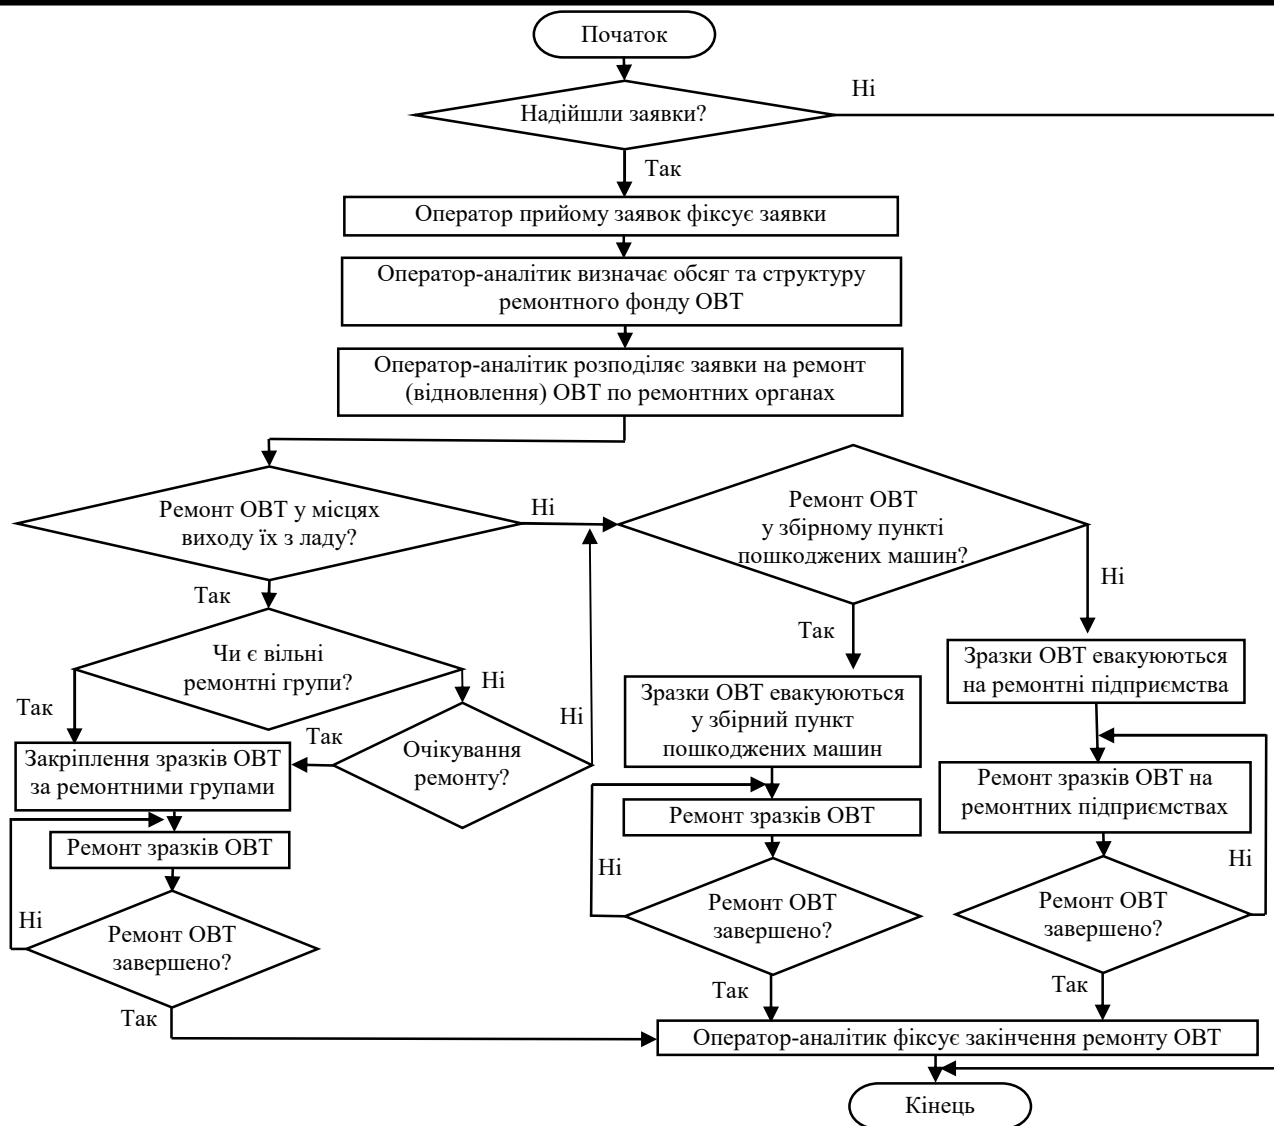 Початок
Ні
Надійшли заявки?
Так
Оператор прийому заявок фіксує заявки
Оператор-аналітик визначає обсяг та структуру
ремонтного фонду ОВТ
Оператор-аналітик розподіляє заявки на ремонт
(відновлення) ОВТ по ремонтних органах
Ремонт ОВТ у місцях
виходу їх з ладу?
Ні
Ремонт ОВТ
у збірному пункті
пошкоджених машин?
Ні
Так
Так
Чи є вільні
ремонтні групи?
Ні
Так
Очікування
ремонту?
Ні
Так
Закріплення зразків ОВТ
за ремонтними групами
Ремонт зразків ОВТ
Ні
Ремонт ОВТ
завершено?
Так
Зразки ОВТ евакуюються
у збірний пункт
пошкоджених машин
Ремонт зразків ОВТ
Ні
Ремонт ОВТ
завершено?
Так
Зразки ОВТ евакуюються
на ремонтні підприємства
Ремонт зразків ОВТ на
ремонтних підприємствах
Ні
Ремонт ОВТ
завершено?
Так
Оператор-аналітик фіксує закінчення ремонту ОВТ
Кінець